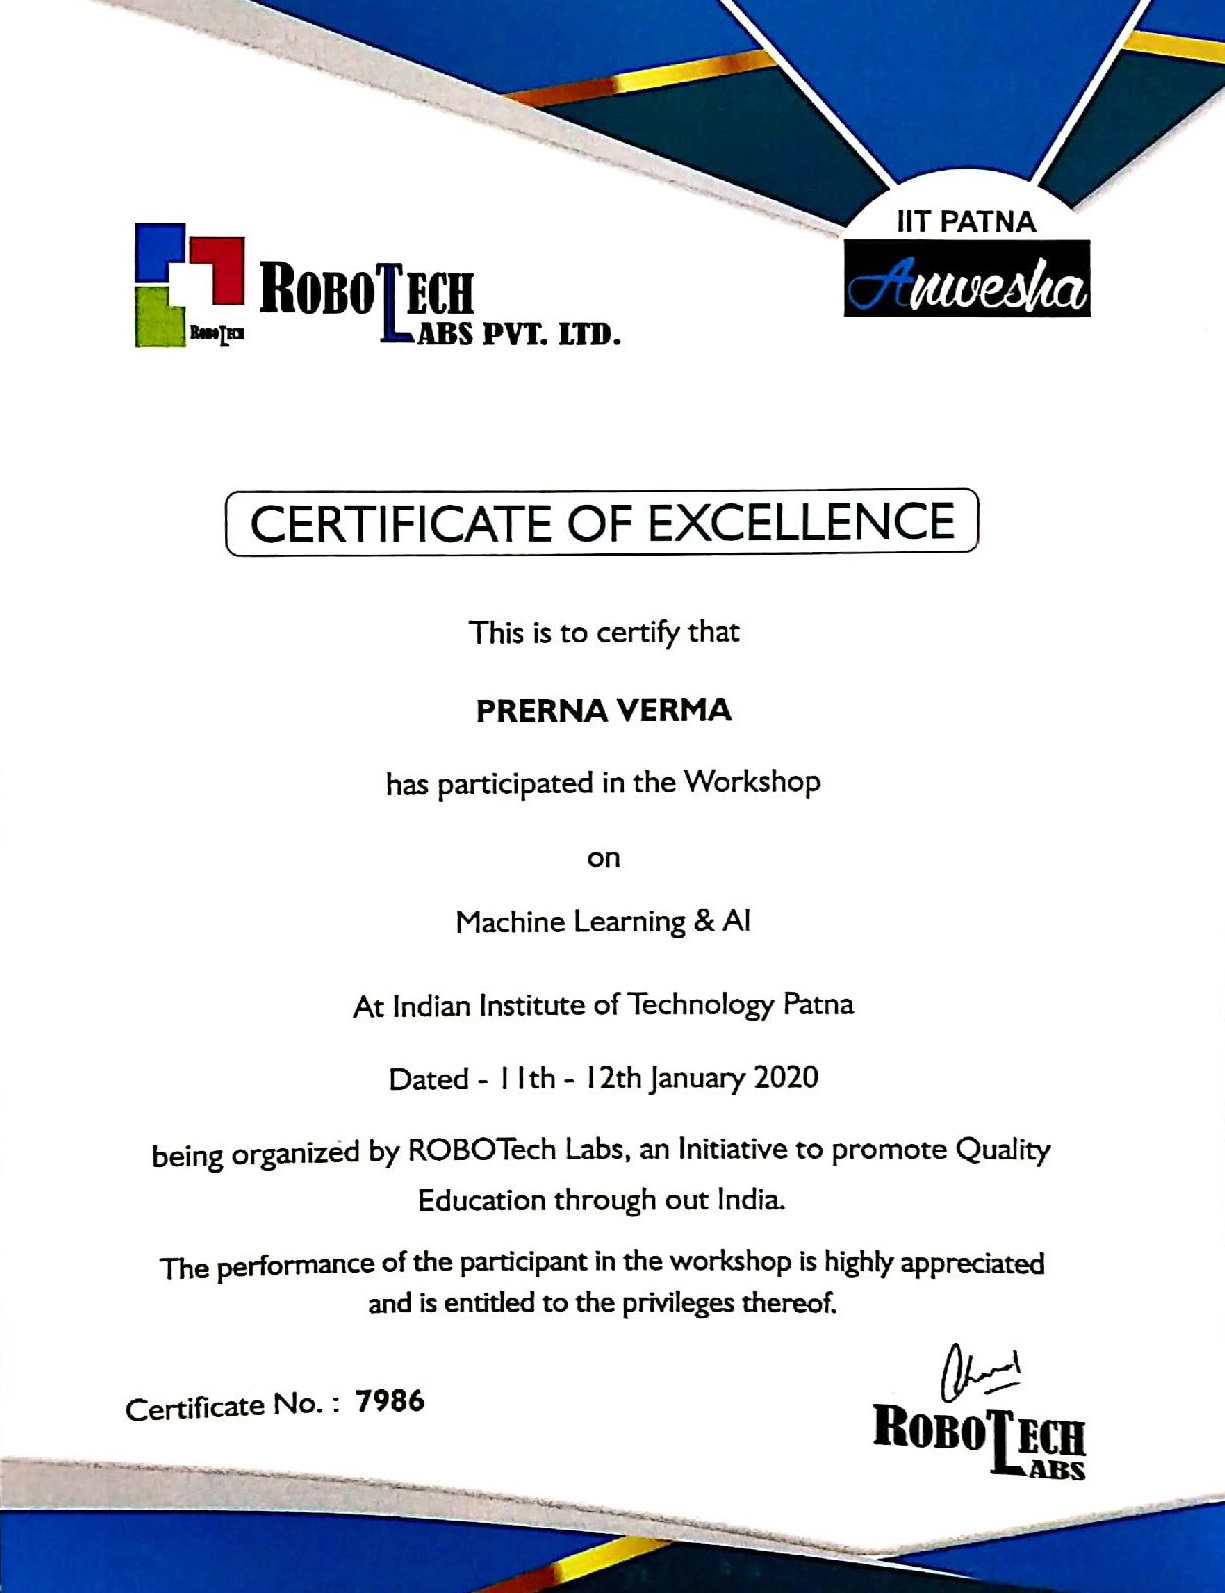 IIT PATNA
Anwesha
ROBOTECH
LABS PVT. LTD.
ROBOTECH
CERTIFICATE OF EXCELLENCE
This is to certify that
PRERNA VERMA
has participated in the Workshop
on
Machine Learning & AI
At Indian Institute of Technology Patna
Dated - 11th - 12th January 2020
being organized by ROBOTech Labs, an Initiative to promote Quality
Education through out India.
The performance of the participant in the workshop is highly appreciated
and is entitled to the privileges thereof.
Certificate No. : 7986
ROBOTECH
LABS